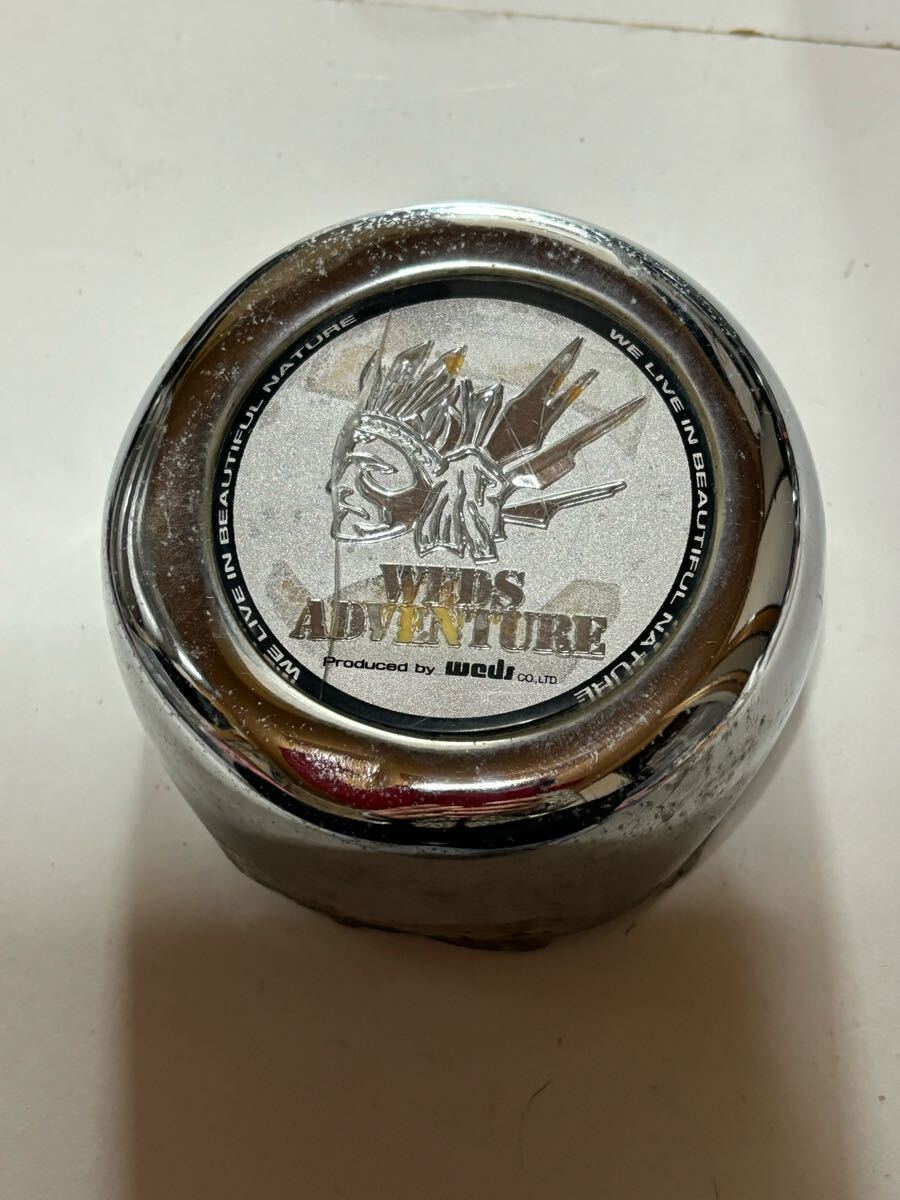 WE LIVE IN BEAUTIFUL NATURE
WE LIVE IN BEAUTIFUL NATURE
WEDS
ADVENTURE
Produced by weds CO.,LTD.